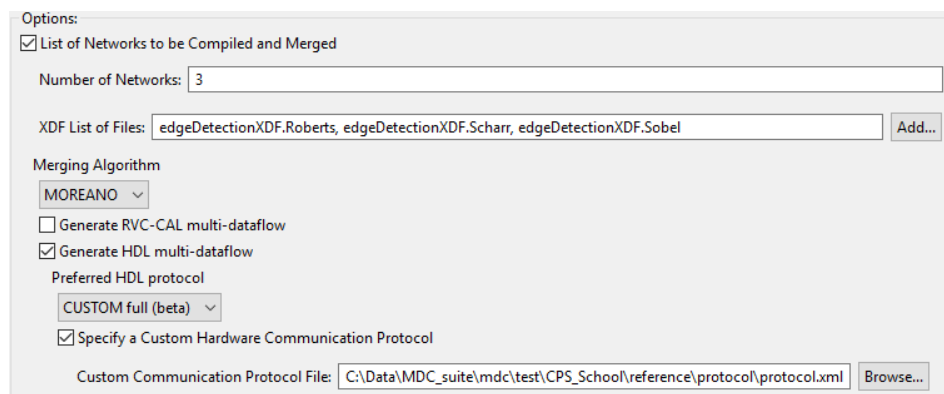 Options:
List of Networks to be Compiled and Merged
Number of Networks: 3
XDF List of Files: edgeDetectionXDF.Roberts, edgeDetectionXDF.Scharr, edgeDetectionXDF.Sobel Add...
Merging Algorithm
MOREANO
Generate RVC-CAL multi-dataflow
Generate HDL multi-dataflow
Preferred HDL protocol
CUSTOM full (beta)
Specify a Custom Hardware Communication Protocol
Custom Communication Protocol File: C:\Data\MDC_suite\mdc\test\CPS_School\reference\protocol\protocol.xml Browse...